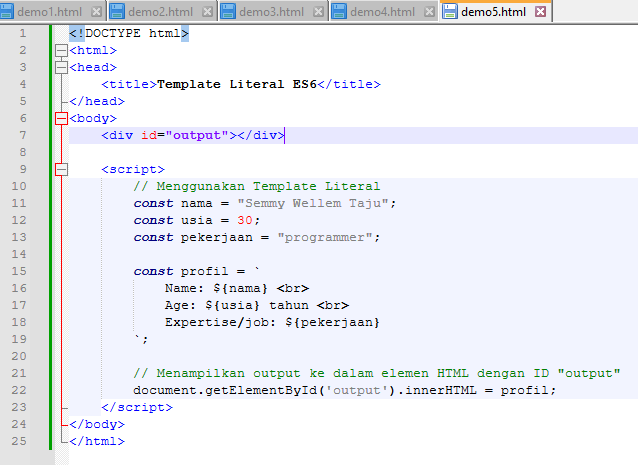 demo1.html demo2.html demo3.html demo4.html demo5.html
1 <!DOCTYPE html>
2 <html>
3 <head>
4     <title>Template Literal ES6</title>
5 </head>
6 <body>
7     <div id="output"></div>
8
9     <script>
10         // Menggunakan Template Literal
11         const nama = "Semmy Wellem Taju";
12         const usia = 30;
13         const pekerjaan = "programmer";
14
15         const profil = `
16             Name: ${nama} <br>
17             Age: ${usia} tahun <br>
18             Expertise/job: ${pekerjaan}
19         `;
20
21         // Menampilkan output ke dalam elemen HTML dengan ID "output"
22         document.getElementById('output').innerHTML = profil;
23     </script>
24 </body>
25 </html>